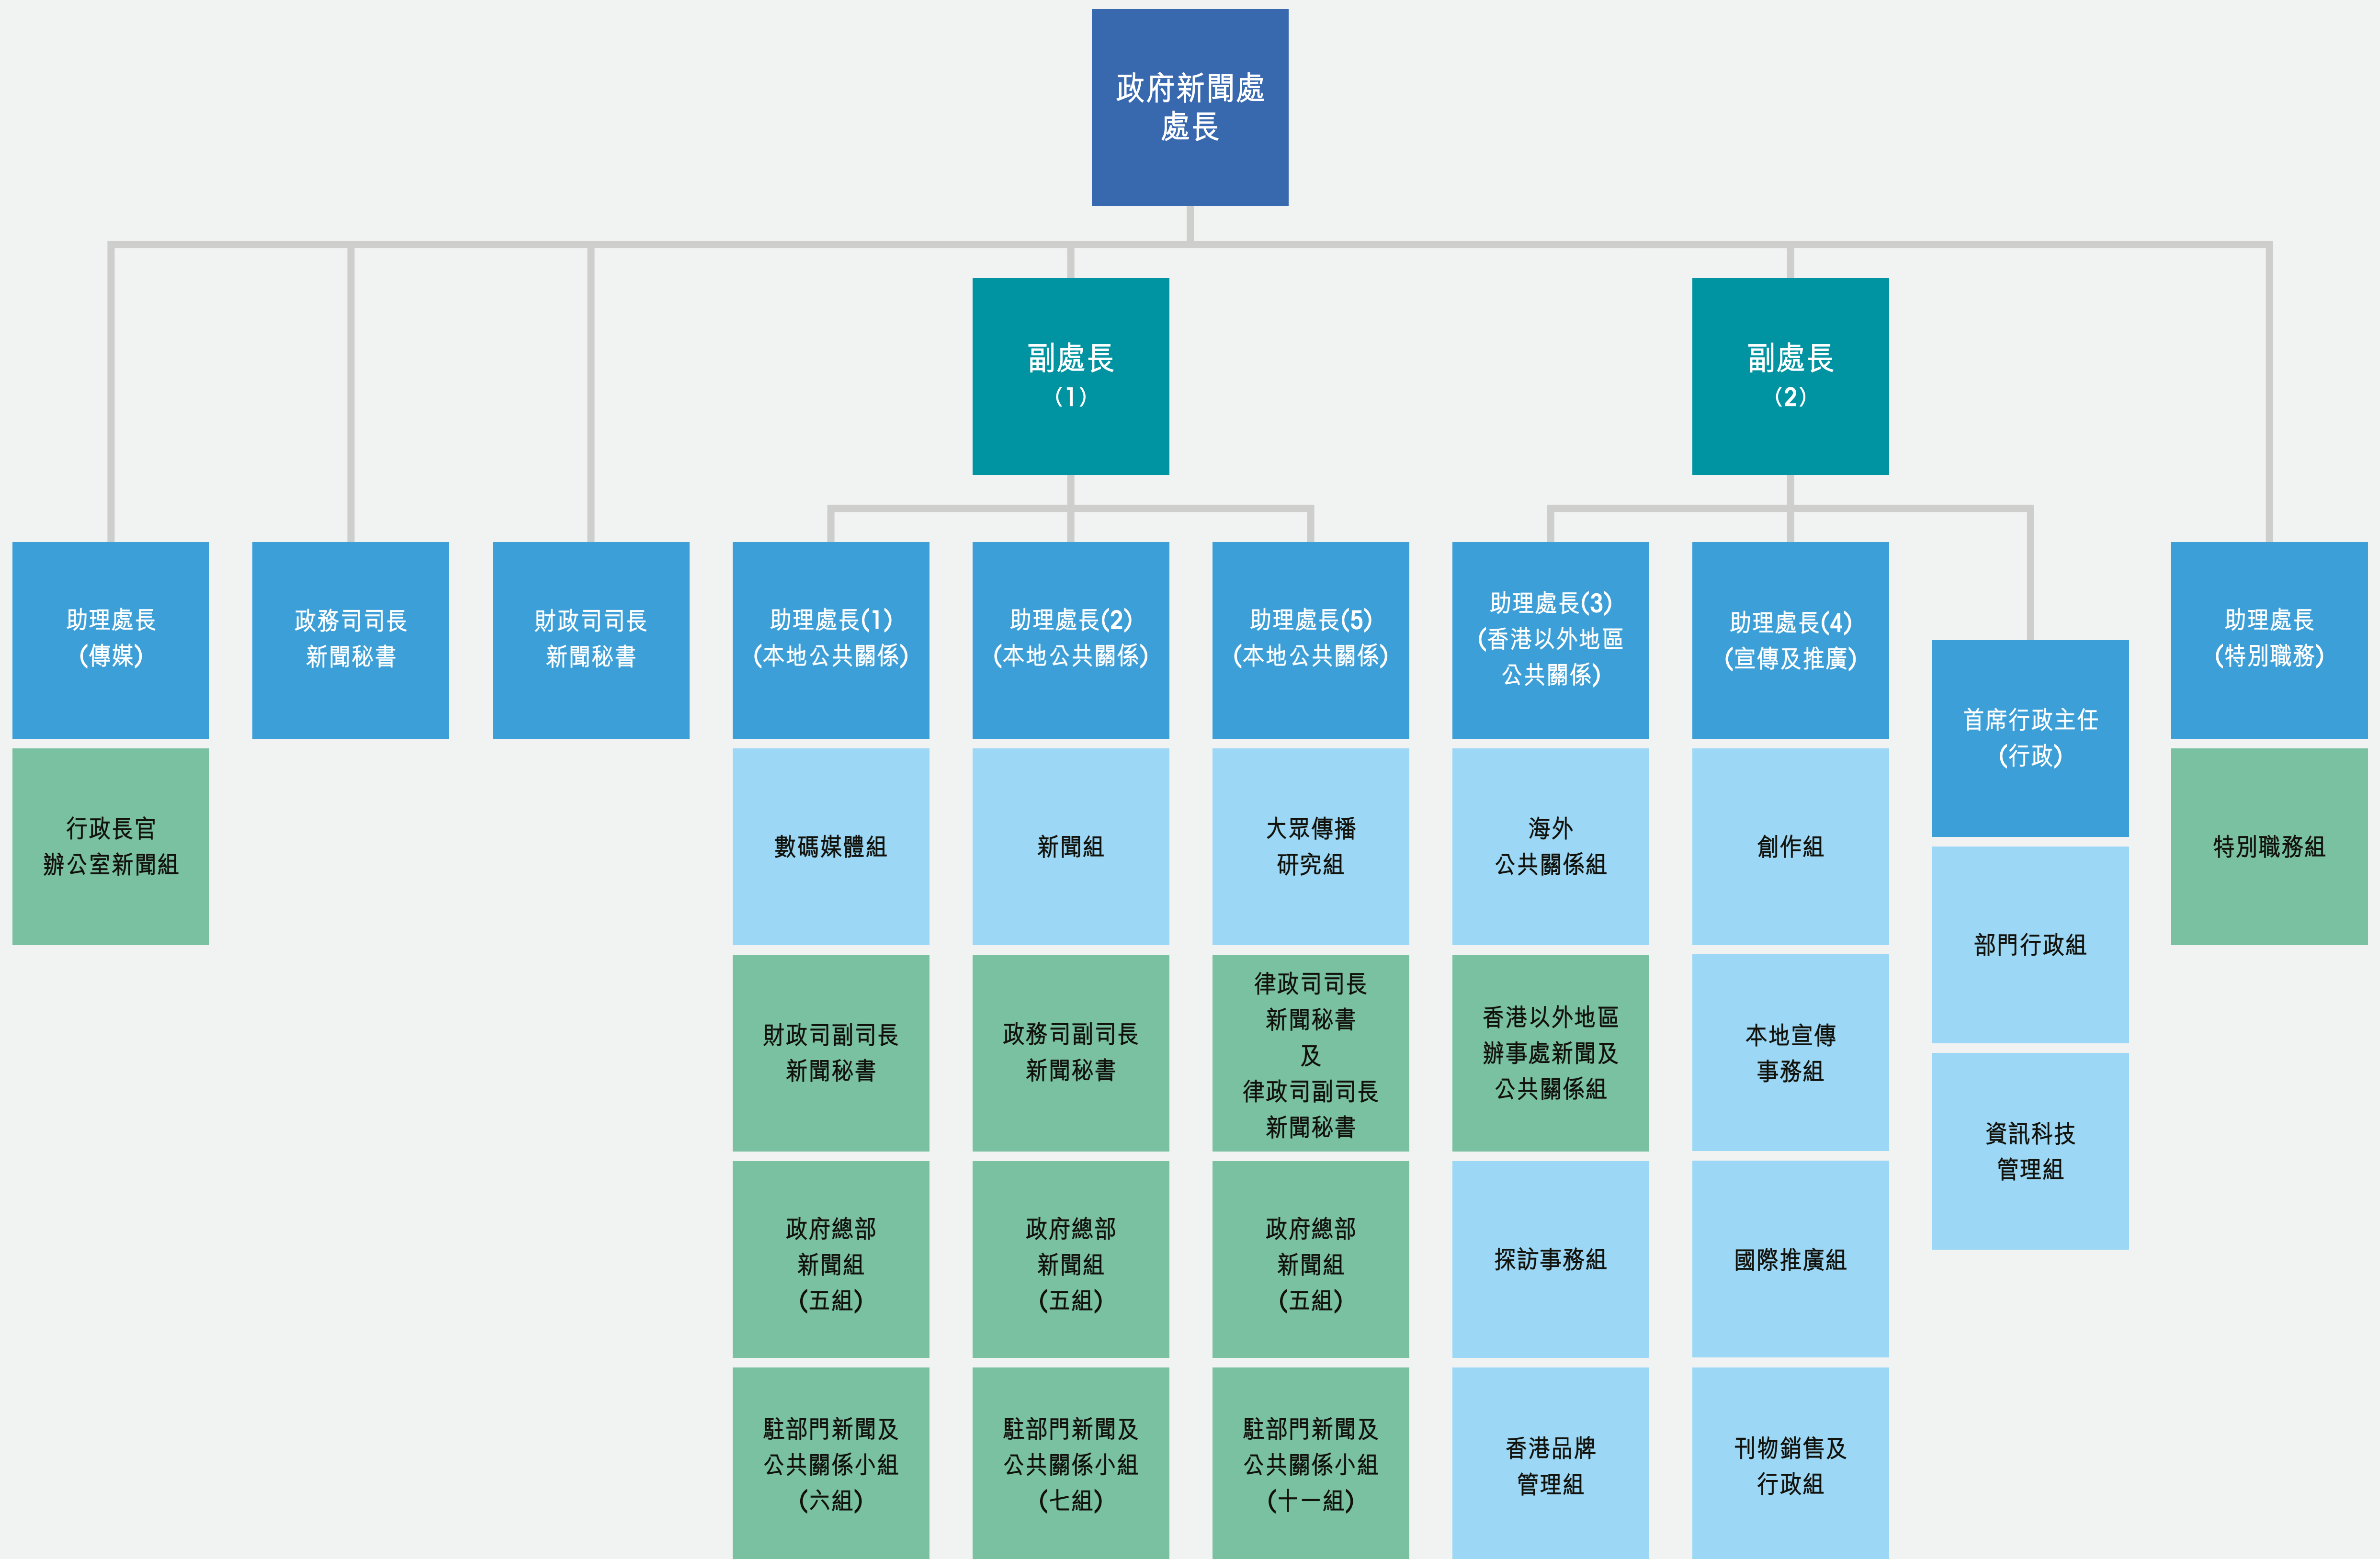 政府新聞處
處長
副處長
(1)
副處長
(2)
助理處長
(傳媒)
政務司司長
新聞秘書
財政司司長
新聞秘書
助理處長(1)
(本地公共關係)
助理處長(2)
(本地公共關係)
助理處長(5)
(本地公共關係)
助理處長(3)
(香港以外地區
公共關係)
助理處長(4)
(宣傳及推廣)
首席行政主任
(行政)
助理處長
(特別職務)
行政長官
辦公室新聞組
數碼媒體組
新聞組
大眾傳播
研究組
海外
公共關係組
創作組
部門行政組
特別職務組
財政司副司長
新聞秘書
政務司副司長
新聞秘書
律政司司長
新聞秘書
及
律政司副司長
新聞秘書
香港以外地區
辦事處新聞及
公共關係組
本地宣傳
事務組
資訊科技
管理組
政府總部
新聞組
(五組)
政府總部
新聞組
(五組)
政府總部
新聞組
(五組)
探訪事務組
國際推廣組
駐部門新聞及
公共關係小組
(六組)
駐部門新聞及
公共關係小組
(七組)
駐部門新聞及
公共關係小組
(十一組)
香港品牌
管理組
刊物銷售及
行政組